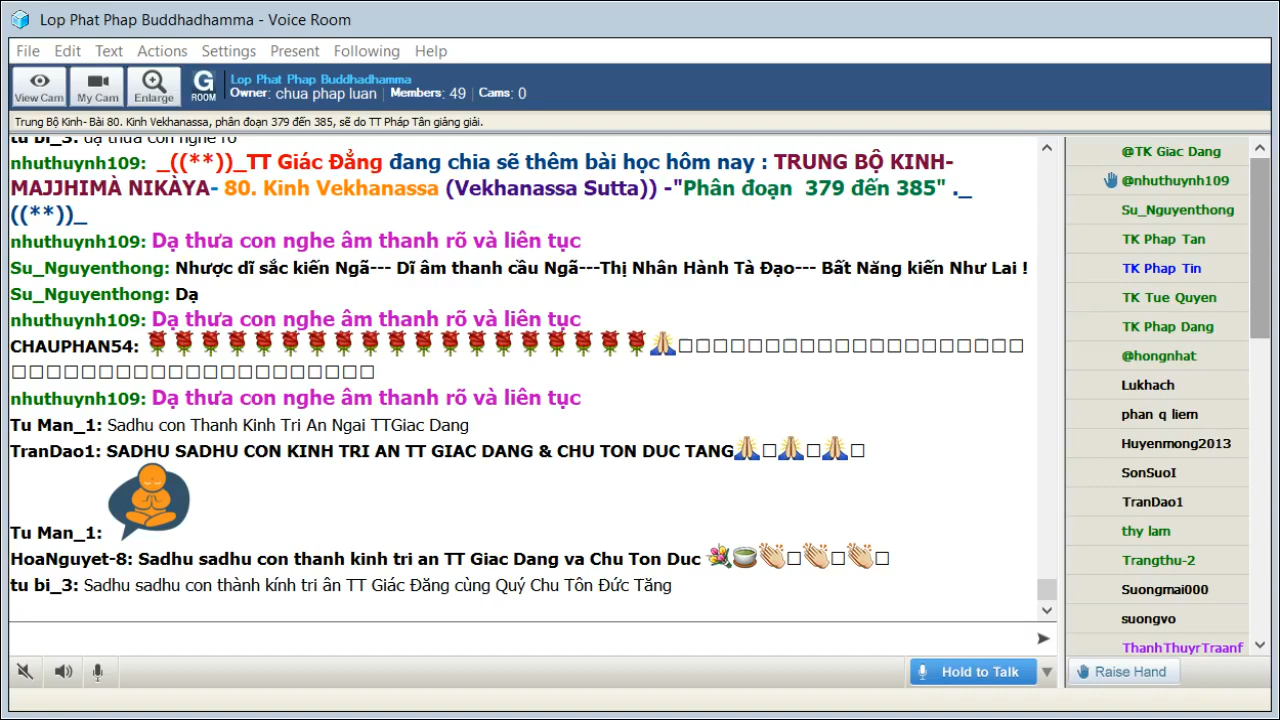 Lop Phat Phap Buddhadhamma - Voice Room
File Edit Text Actions Settings Present Following Help
View Cam My Cam Enlarge G ROOM
Lop Phat Phap Buddhadhamma
Owner: chua phap luan Members: 49 Cams: 0
Trung Bộ Kinh- Bài 80. Kinh Vekhanassa, phân đoạn 379 đến 385, sẽ do TT Pháp Tân giảng giải.
tu bi_3: dạ thưa con nghe rõ
nhuthuynh109: _((**))_TT Giác Đẳng đang chia sẽ thêm bài học hôm nay : TRUNG BỘ KINH-
MAJJHIMÀ NIKÀYA- 80. Kinh Vekhanassa (Vekhanassa Sutta)) -"Phân đoạn 379 đến 385" ._
((**))_
nhuthuynh109: Dạ thưa con nghe âm thanh rõ và liên tục
Su_Nguyenthong: Nhược dĩ sắc kiến Ngã--- Dĩ âm thanh cầu Ngã---Thị Nhân Hành Tà Đạo--- Bất Năng kiến Như Lai !
Su_Nguyenthong: Dạ
nhuthuynh109: Dạ thưa con nghe âm thanh rõ và liên tục
CHAUPHAN54:
nhuthuynh109: Dạ thưa con nghe âm thanh rõ và liên tục
Tu Man_1: Sadhu con Thanh Kinh Tri An Ngai TTGiac Dang
TranDao1: SADHU SADHU CON KINH TRI AN TT GIAC DANG & CHU TON DUC TANG
Tu Man_1:
HoaNguyet-8: Sadhu sadhu con thanh kinh tri an TT Giac Dang va Chu Ton Duc
tu bi_3: Sadhu sadhu con thành kính tri ân TT Giác Đăng cùng Quý Chu Tôn Đức Tăng
@TK Giac Dang
@nhuthuynh109
Su_Nguyenthong
TK Phap Tan
TK Phap Tin
TK Tue Quyen
TK Phap Dang
@hongnhat
Lukhach
phan q liem
Huyenmong2013
SonSuoI
TranDao1
thy lam
Trangthu-2
Suongmai000
suongvo
ThanhThuyrTraanf
Hold to Talk
Raise Hand